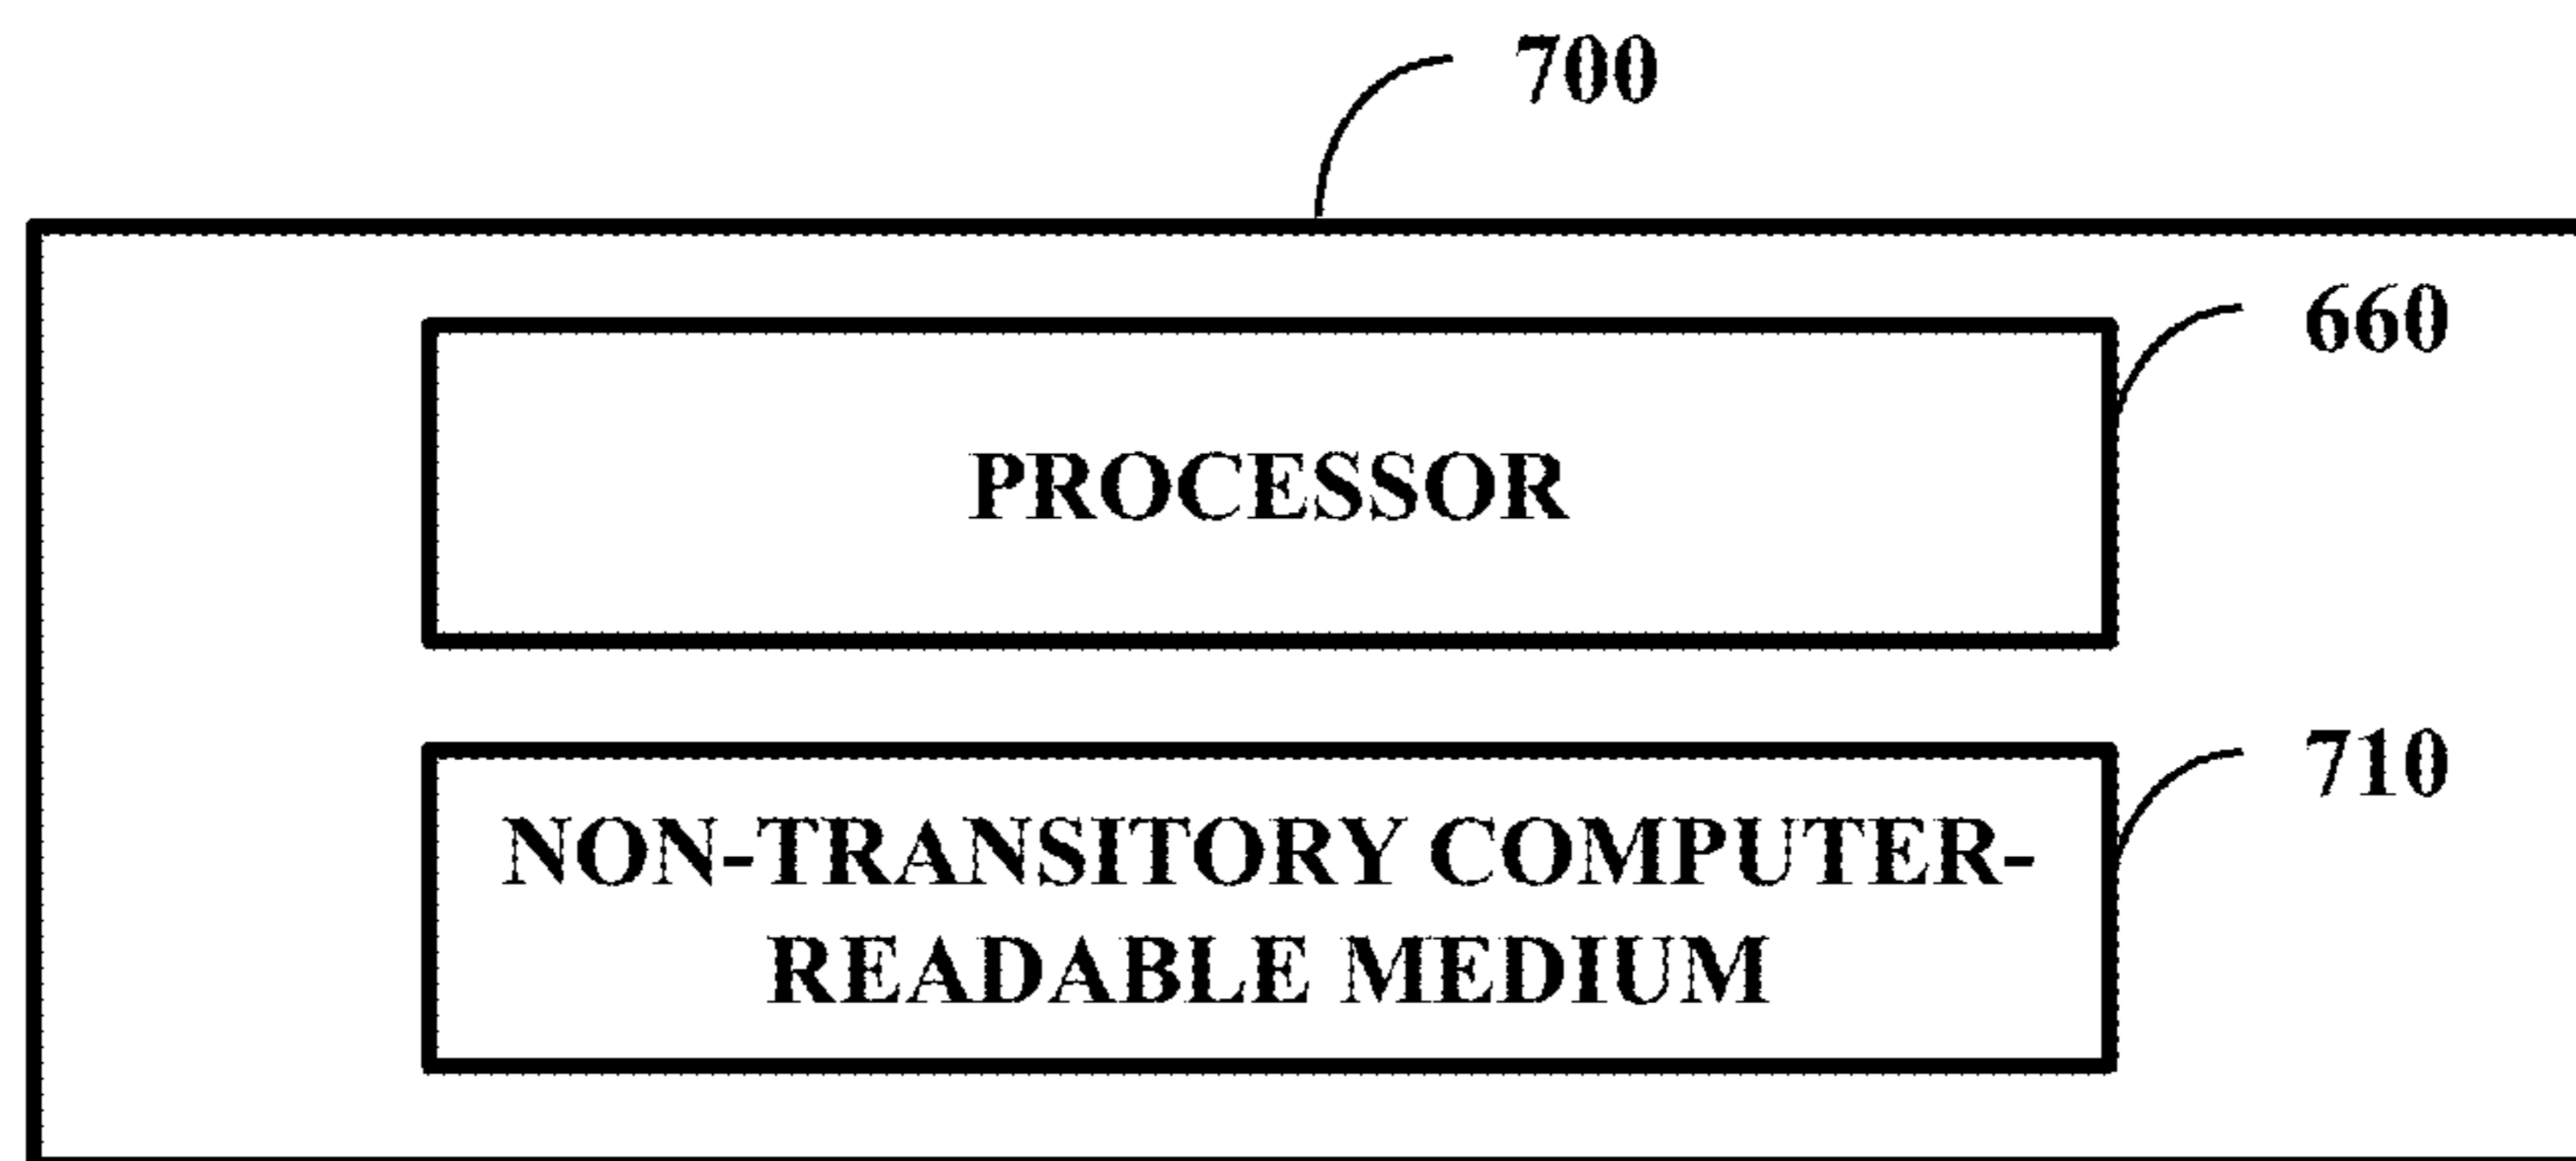 700
660
PROCESSOR
710
NON-TRANSITORY COMPUTER-
READABLE MEDIUM